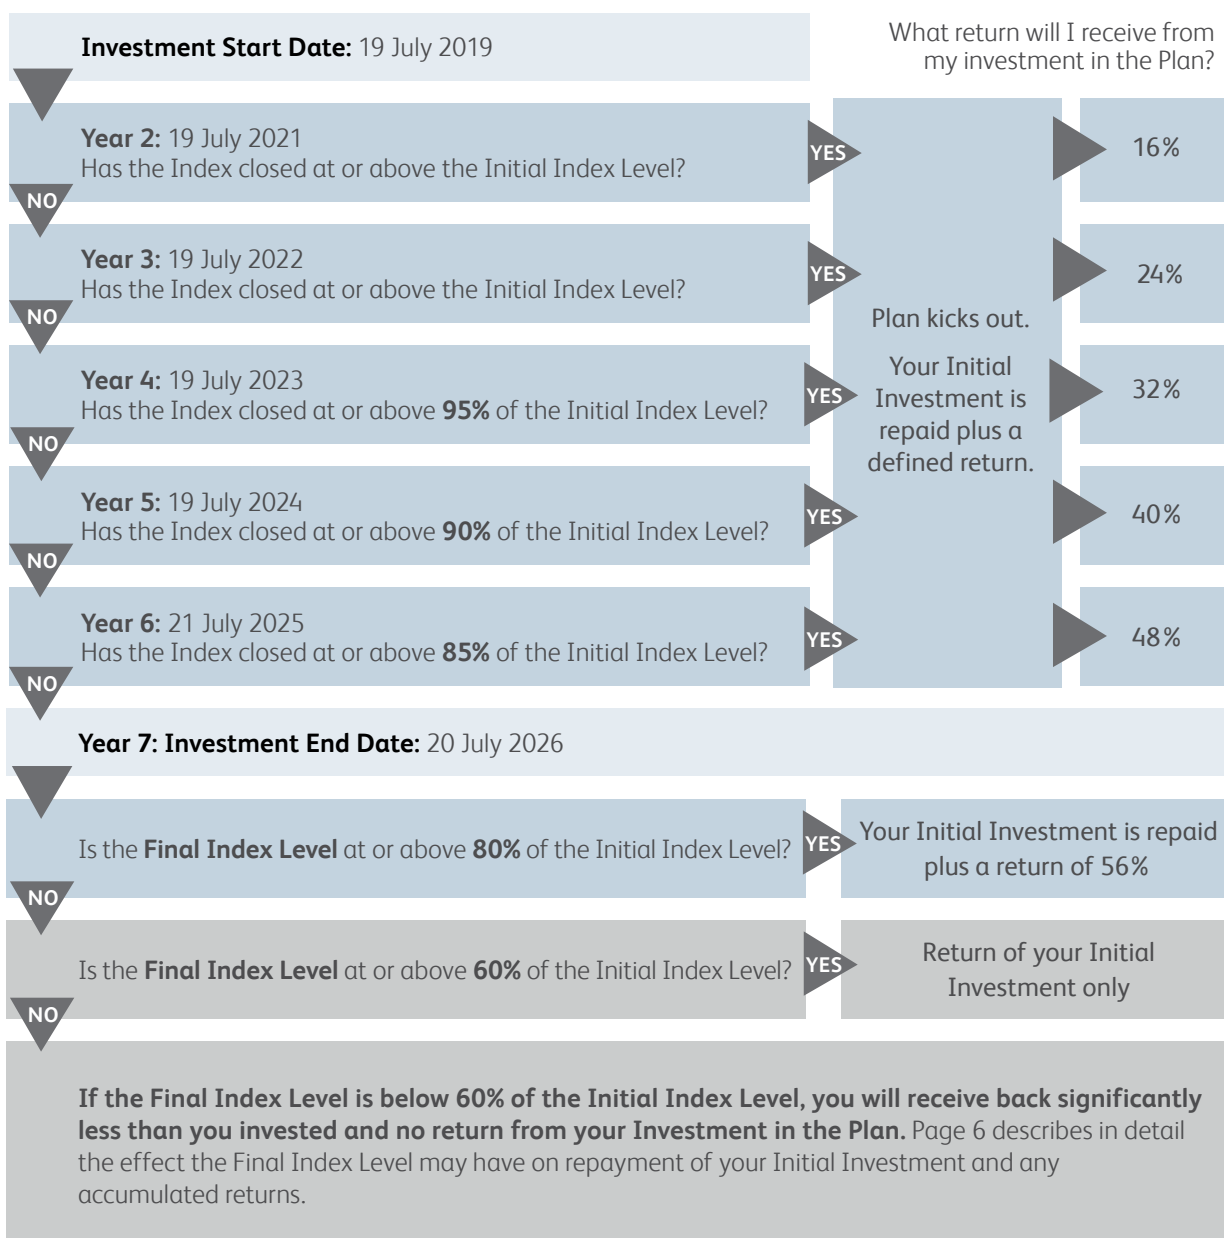 Investment Start Date: 19 July 2019
What return will I receive from
my investment in the Plan?
Year 2: 19 July 2021
Has the Index closed at or above the Initial Index Level?
YES
16%
NO
Year 3: 19 July 2022
Has the Index closed at or above the Initial Index Level?
YES
24%
NO
Year 4: 19 July 2023
Has the Index closed at or above 95% of the Initial Index Level?
YES
32%
NO
Year 5: 19 July 2024
Has the Index closed at or above 90% of the Initial Index Level?
YES
40%
NO
Year 6: 21 July 2025
Has the Index closed at or above 85% of the Initial Index Level?
YES
48%
NO
Plan kicks out.
Your Initial
Investment is
repaid plus a
defined return.
Year 7: Investment End Date: 20 July 2026
Is the Final Index Level at or above 80% of the Initial Index Level?
YES
Your Initial Investment is repaid
plus a return of 56%
NO
Is the Final Index Level at or above 60% of the Initial Index Level?
YES
Return of your Initial
Investment only
NO
If the Final Index Level is below 60% of the Initial Index Level, you will receive back significantly
less than you invested and no return from your Investment in the Plan. Page 6 describes in detail
the effect the Final Index Level may have on repayment of your Initial Investment and any
accumulated returns.